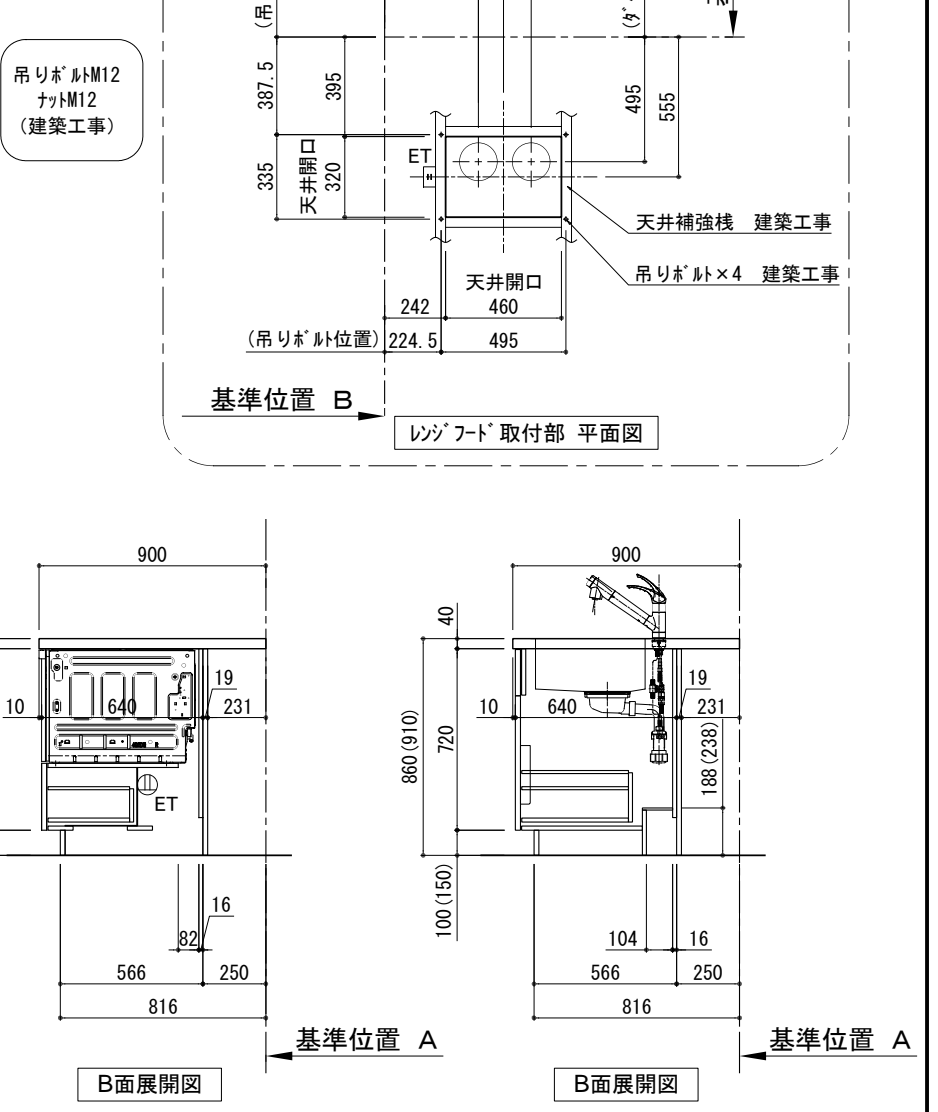 (吊
(ダ
387.5
395
495
555
吊りボルトM12
ナットM12
(建築工事)
335
天井開口
320
ET
天井補強桟 建築工事
吊りボルト×4 建築工事
天井開口
242
460
(吊りボルト位置)
224.5
495
基準位置 B
レンジフード取付部 平面図
900
10
640
19
231
ET
16
82
566
250
816
基準位置 A
B面展開図
900
40
10
640
19
231
860(910)
720
188(238)
100(150)
104
16
566
250
816
基準位置 A
B面展開図